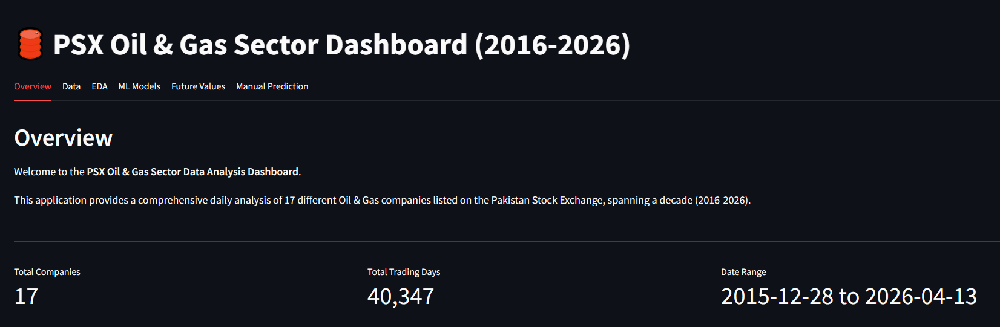 PSX Oil & Gas Sector Dashboard (2016-2026)
Overview Data EDA ML Models Future Values Manual Prediction
Overview
Welcome to the PSX Oil & Gas Sector Data Analysis Dashboard.
This application provides a comprehensive daily analysis of 17 different Oil & Gas companies listed on the Pakistan Stock Exchange, spanning a decade (2016-2026).
Total Companies Total Trading Days Date Range
17 40,347 2015-12-28 to 2026-04-13